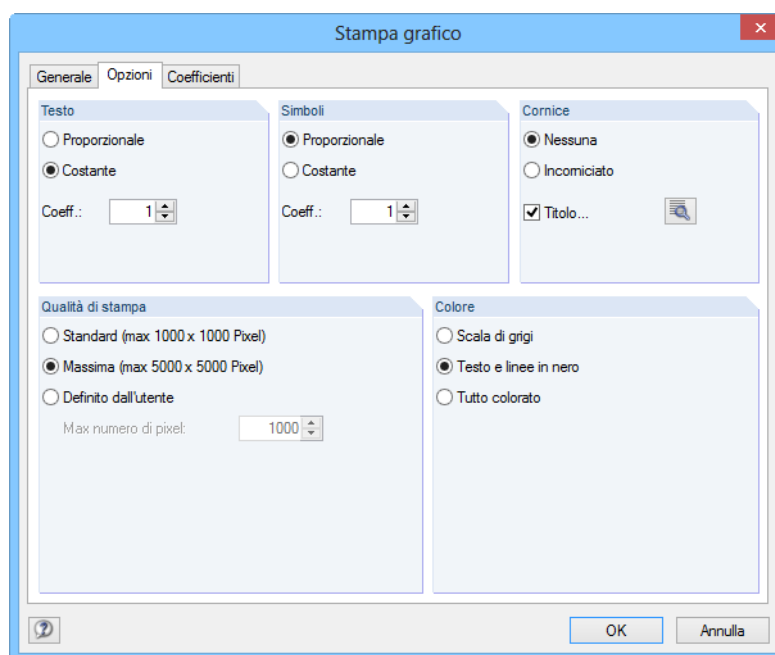 Stampa grafico
Generale Opzioni Coefficienti
Testo
Proporzionale
Costante
Coeff.: 1
Simboli
Proporzionale
Costante
Coeff.: 1
Cornice
Nessuna
Incorniciato
Titolo...
Qualità di stampa
Standard (max 1000 x 1000 Pixel)
Massima (max 5000 x 5000 Pixel)
Definito dall'utente
Max numero di pixel: 1000
Colore
Scala di grigi
Testo e linee in nero
Tutto colorato
OK Annulla